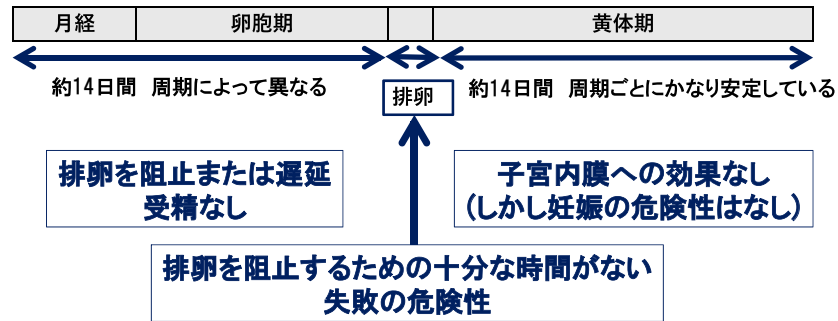 月経 卵胞期 黄体期
約14日間 周期によって異なる
排卵
約14日間 周期ごとにかなり安定している
排卵を阻止または遅延
受精なし
子宮内膜への効果なし
(しかし妊娠の危険性はなし)
排卵を阻止するための十分な時間がない
失敗の危険性